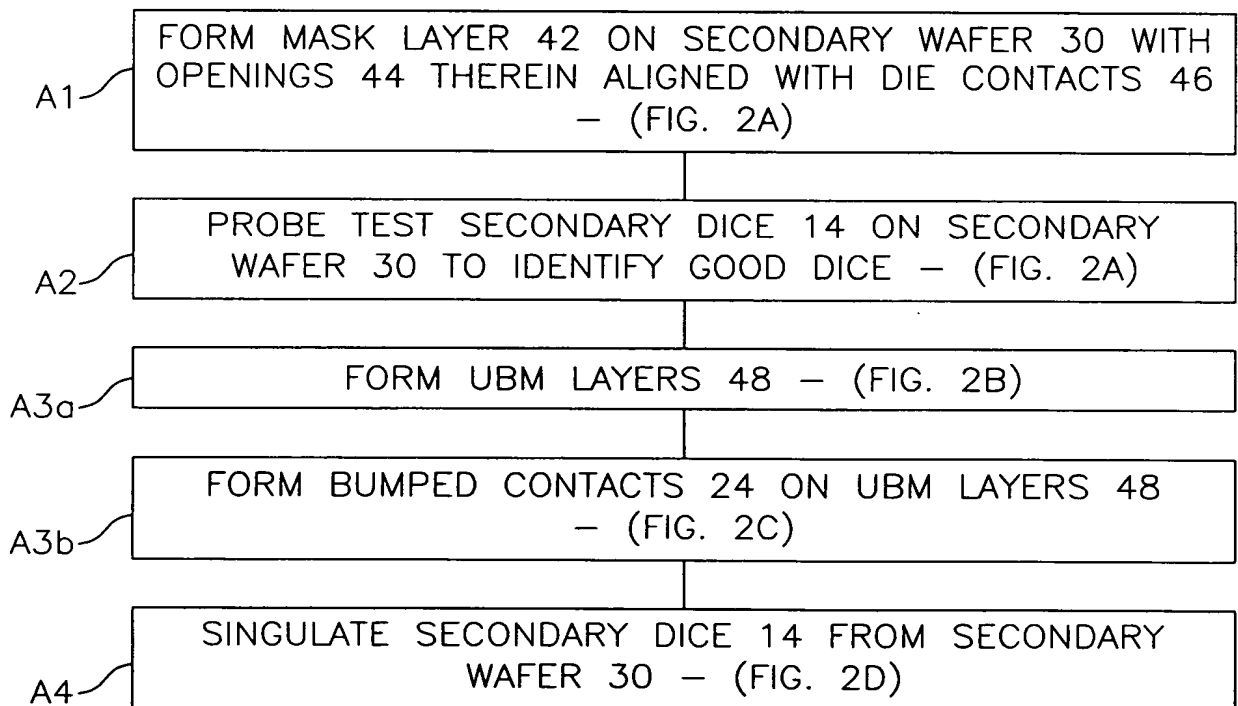 FORM MASK LAYER 42 ON SECONDARY WAFER 30 WITH
OPENINGS 44 THEREIN ALIGNED WITH DIE CONTACTS 46
– (FIG. 2A)
A1
PROBE TEST SECONDARY DICE 14 ON SECONDARY
WAFER 30 TO IDENTIFY GOOD DICE – (FIG. 2A)
A2
FORM UBM LAYERS 48 – (FIG. 2B)
A3a
FORM BUMPED CONTACTS 24 ON UBM LAYERS 48
– (FIG. 2C)
A3b
SINGULATE SECONDARY DICE 14 FROM SECONDARY
WAFER 30 – (FIG. 2D)
A4